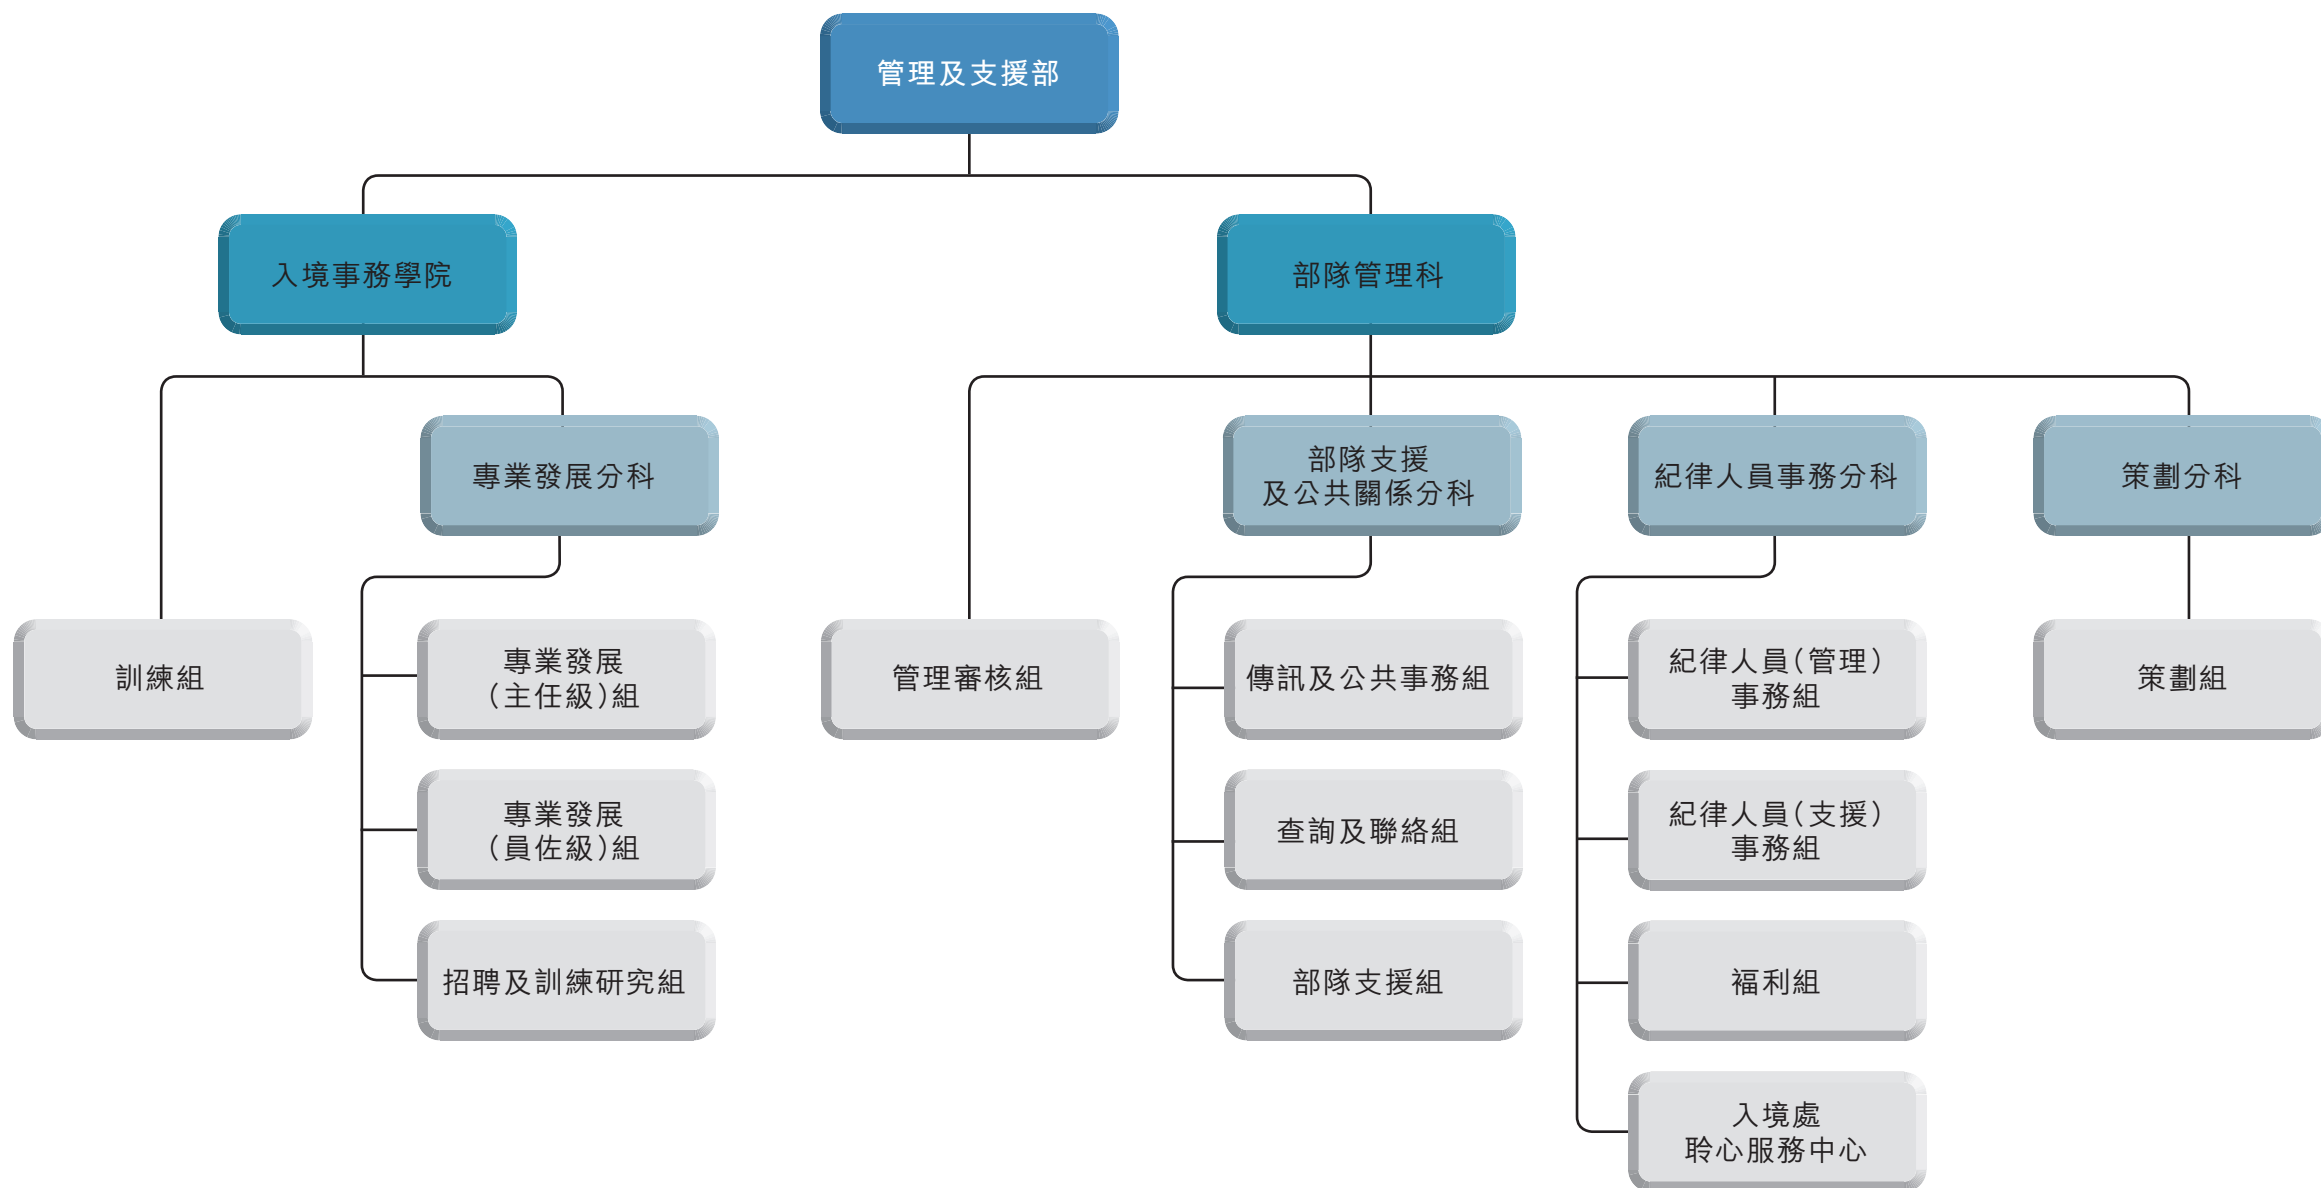 管理及支援部
入境事務學院
部隊管理科
專業發展分科
部隊支援
及公共關係分科
紀律人員事務分科
策劃分科
訓練組
專業發展
（主任級）組
管理審核組
傳訊及公共事務組
紀律人員（管理）
事務組
策劃組
專業發展
（員佐級）組
查詢及聯絡組
紀律人員（支援）
事務組
招聘及訓練研究組
部隊支援組
福利組
入境處
聆心服務中心